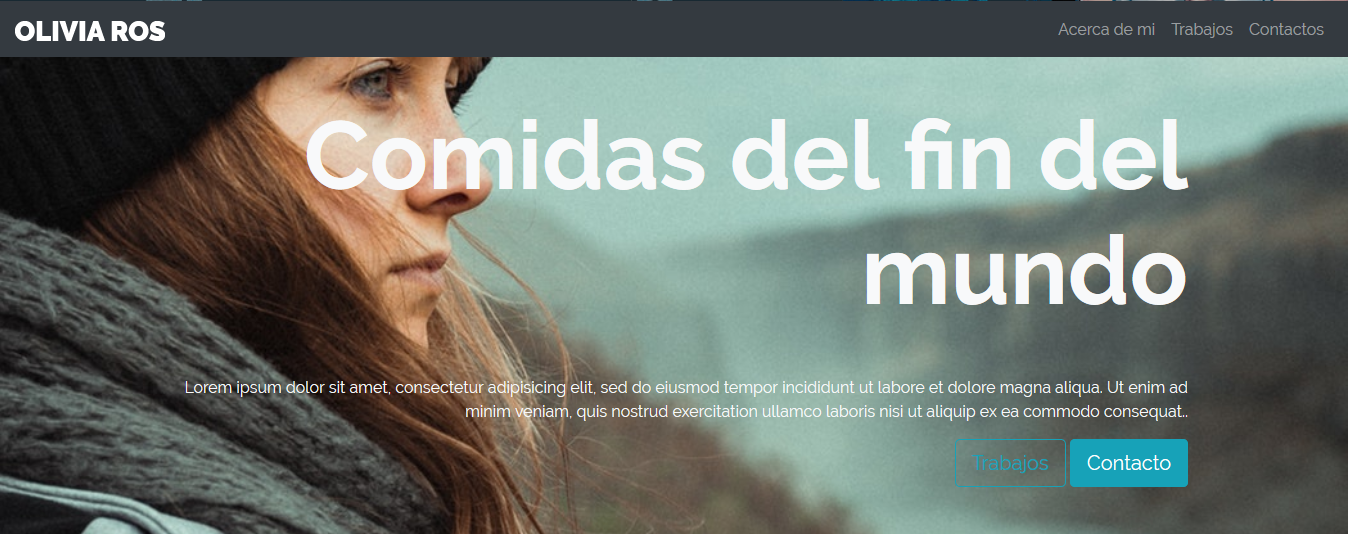 OLIVIA ROS
Acerca de mi Trabajos Contactos
Comidas del fin del
mundo
Lorem ipsum dolor sit amet, consectetur adipisicing elit, sed do eiusmod tempor incididunt ut labore et dolore magna aliqua. Ut enim ad
minim veniam, quis nostrud exercitation ullamco laboris nisi ut aliquip ex ea commodo consequat..
Trabajos Contacto